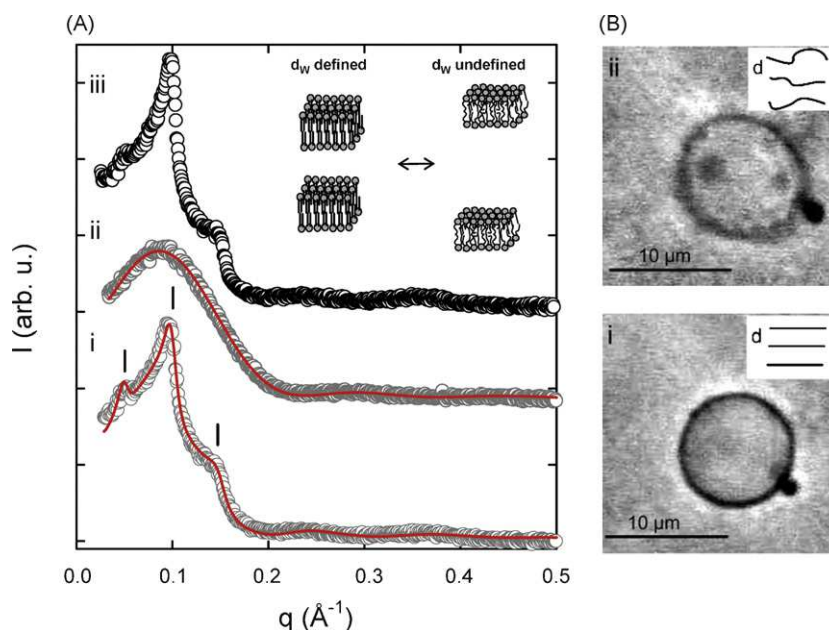 (A)
(B)
iii
d_W defined
d_W undefined
ii
i
I (arb. u.)
0.0
0.1
0.2
0.3
0.4
0.5
q (Å⁻¹)
ii
d
10 µm
i
d
10 µm